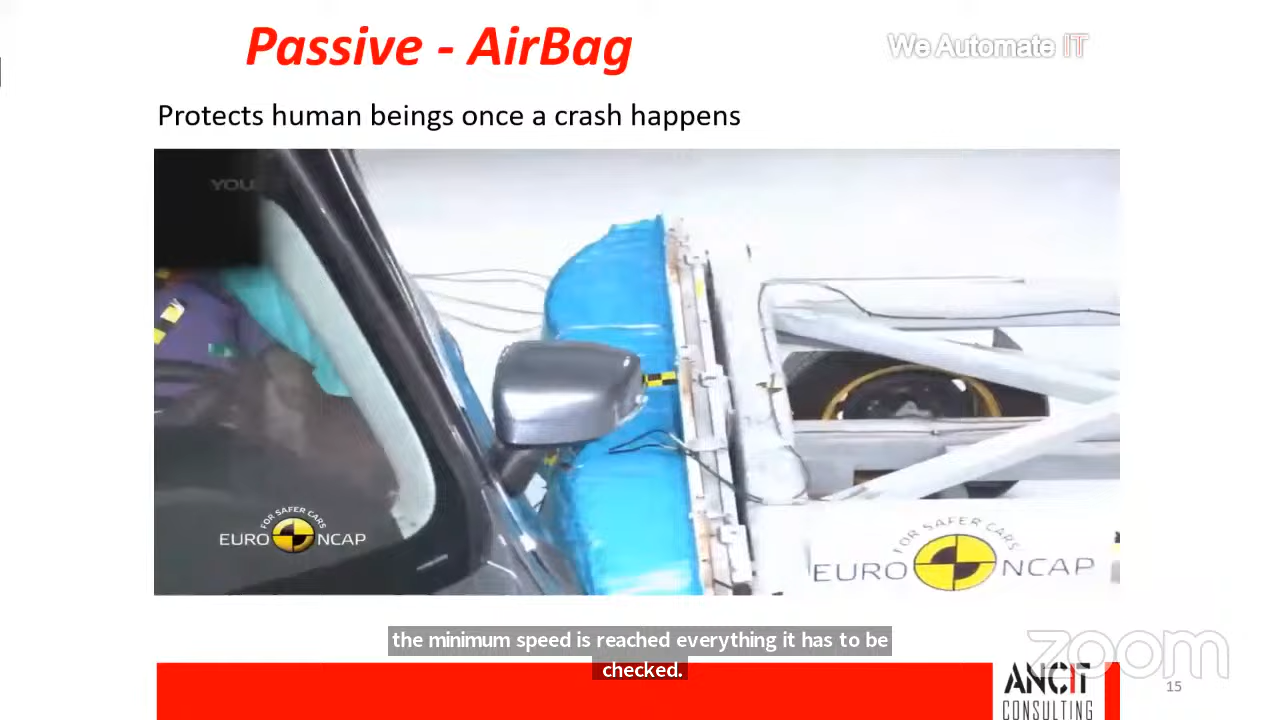 Passive - AirBag
We Automate IT
Protects human beings once a crash happens
YOU
FOR SAFER CARS
EURO NCAP
FOR SAFER CARS
EURO NCAP
the minimum speed is reached everything it has to be
checked.
zoom
ANCIT
CONSULTING
15